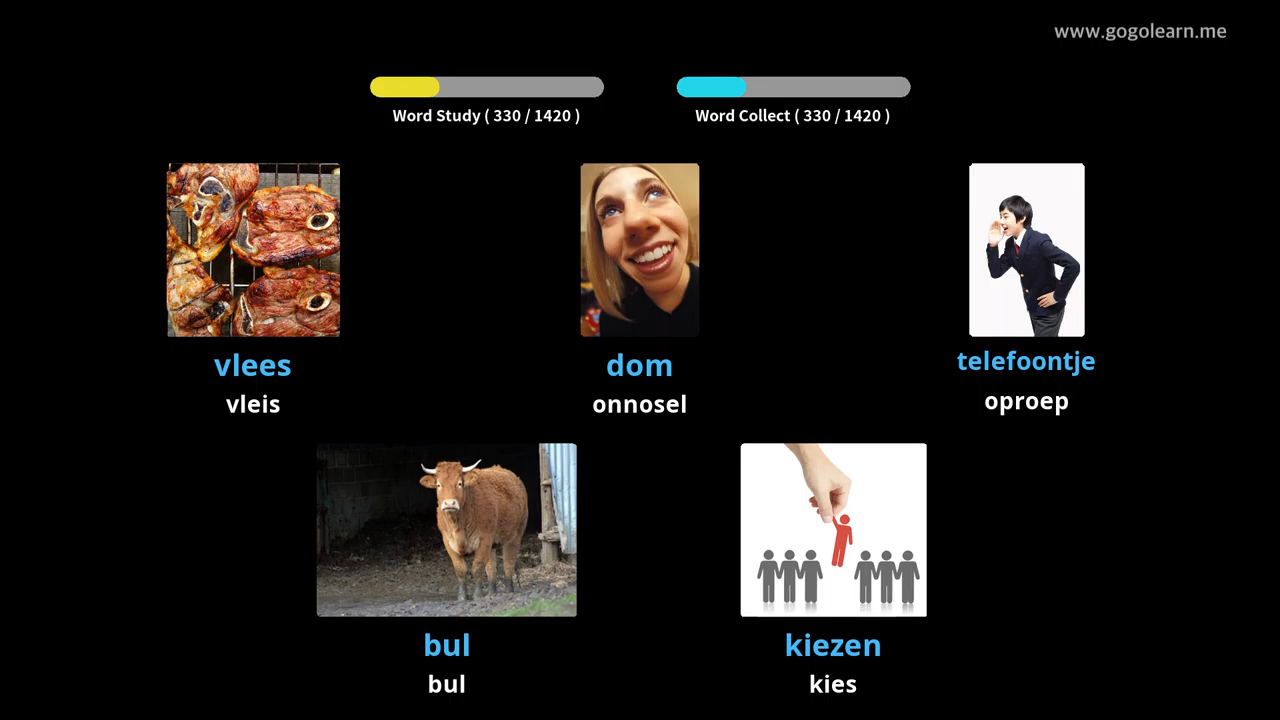 www.gogolearn.me
Word Study ( 330 / 1420 )
Word Collect ( 330 / 1420 )
vlees
vleis
dom
onnosel
telefoontje
oproep
bul
bul
kiezen
kies